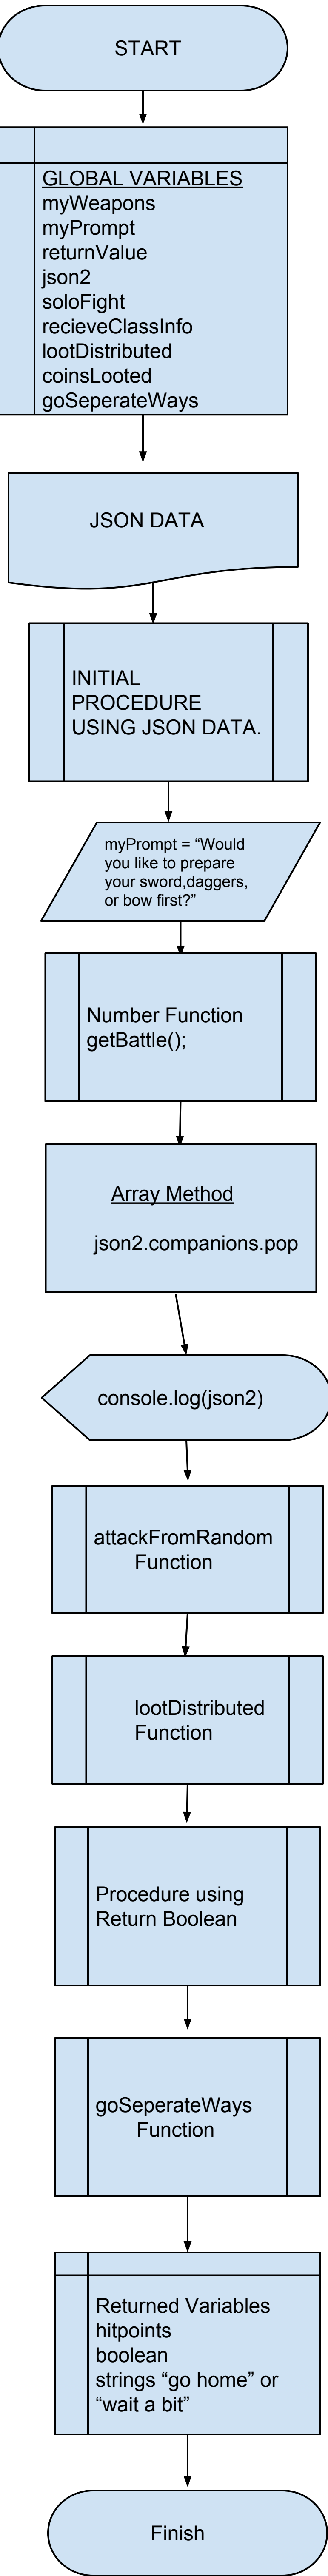 START
GLOBAL VARIABLES
myWeapons
myPrompt
returnValue
json2
soloFight
recieveClassInfo
lootDistributed
coinsLooted
goSeperateWays
JSON DATA
INITIAL
PROCEDURE
USING JSON DATA.
myPrompt = “Would
you like to prepare
your sword,daggers,
or bow first?”
Number Function
getBattle();
Array Method
json2.companions.pop
console.log(json2)
attackFromRandom
Function
lootDistributed
Function
Procedure using
Return Boolean
goSeperateWays
Function
Returned Variables
hitpoints
boolean
strings “go home” or
“wait a bit”
Finish